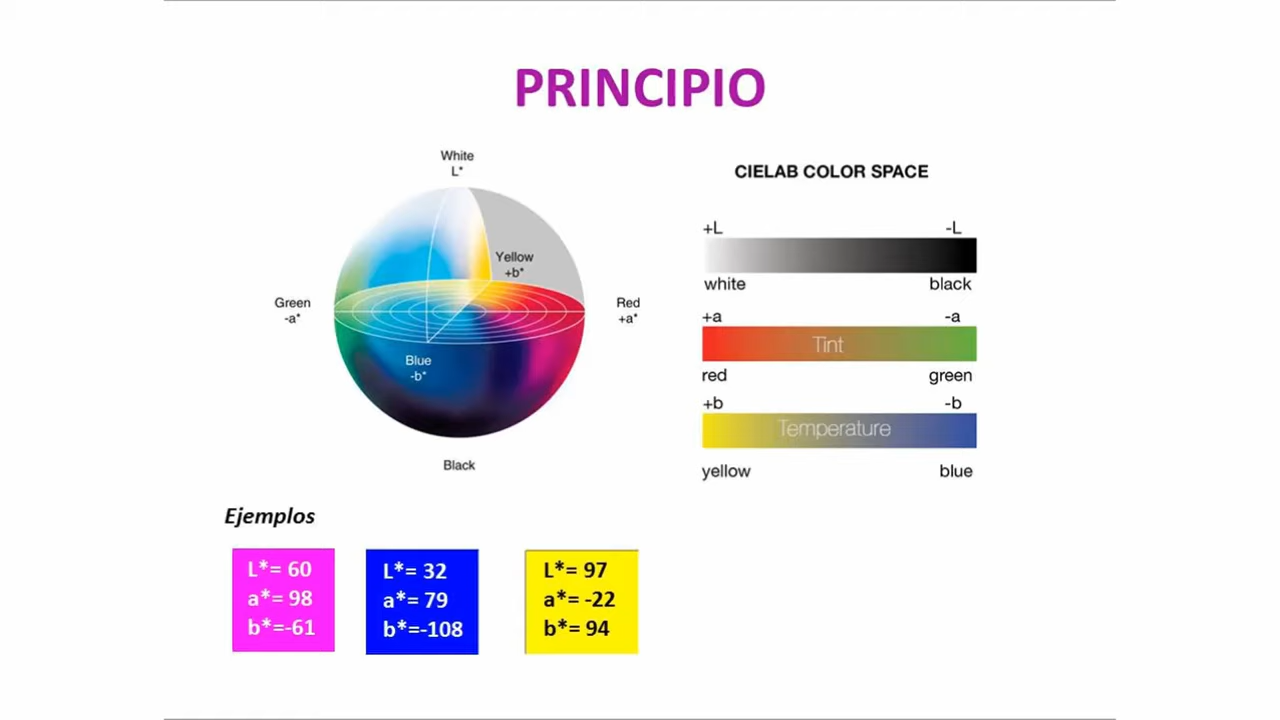 PRINCIPIO
White
L*
Yellow
+b*
Green
-a*
Red
+a*
Blue
-b*
Black
CIELAB COLOR SPACE
+L -L
white black
+a -a
Tint
red green
+b -b
Temperature
yellow blue
Ejemplos
L*= 60
a*= 98
b*=-61
L*= 32
a*= 79
b*=-108
L*= 97
a*= -22
b*= 94